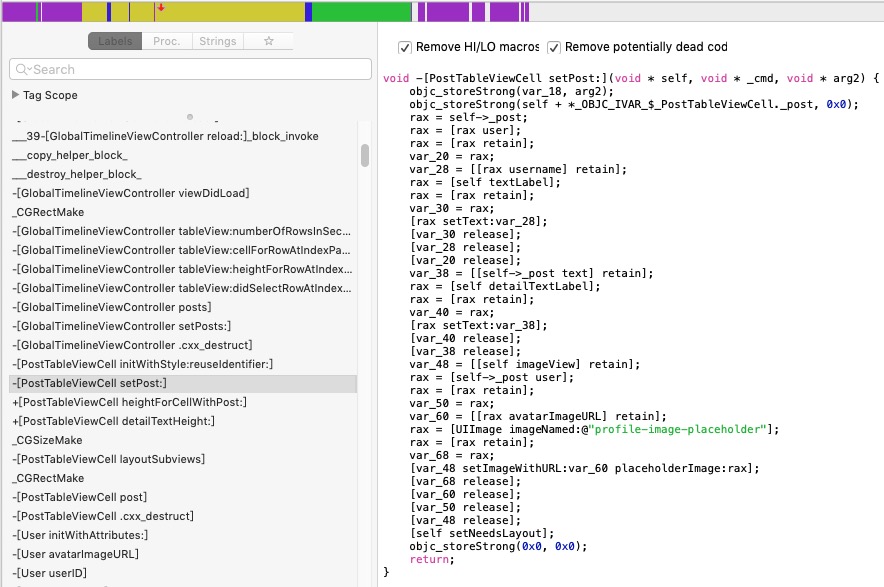 Labels Proc. Strings ☆
Search
Tag Scope
___39-[GlobalTimelineViewController reload:]_block_invoke
___copy_helper_block_
___destroy_helper_block_
-[GlobalTimelineViewController viewDidLoad]
_CGRectMake
-[GlobalTimelineViewController tableView:numberOfRowsInSec...
-[GlobalTimelineViewController tableView:cellForRowAtIndexPa...
-[GlobalTimelineViewController tableView:heightForRowAtIndex...
-[GlobalTimelineViewController tableView:didSelectRowAtIndex...
-[GlobalTimelineViewController posts]
-[GlobalTimelineViewController setPosts:]
-[GlobalTimelineViewController .cxx_destruct]
-[PostTableViewCell initWithStyle:reuseIdentifier:]
-[PostTableViewCell setPost:]
+[PostTableViewCell heightForCellWithPost:]
+[PostTableViewCell detailTextHeight:]
_CGSizeMake
-[PostTableViewCell layoutSubviews]
_CGRectMake
-[PostTableViewCell post]
-[PostTableViewCell .cxx_destruct]
-[User initWithAttributes:]
-[User avatarImageURL]
-[User userID]
Remove HI/LO macros Remove potentially dead cod
void -[PostTableViewCell setPost:](void * self, void * _cmd, void * arg2) {
    objc_storeStrong(var_18, arg2);
    objc_storeStrong(self + *_OBJC_IVAR_$_PostTableViewCell._post, 0x0);
    rax = self->_post;
    rax = [rax user];
    rax = [rax retain];
    var_20 = rax;
    var_28 = [[rax username] retain];
    rax = [self textLabel];
    rax = [rax retain];
    var_30 = rax;
    [rax setText:var_28];
    [var_30 release];
    [var_28 release];
    [var_20 release];
    var_38 = [[self->_post text] retain];
    rax = [self detailTextLabel];
    rax = [rax retain];
    var_40 = rax;
    [rax setText:var_38];
    [var_40 release];
    [var_38 release];
    var_48 = [[self imageView] retain];
    rax = [self->_post user];
    rax = [rax retain];
    var_50 = rax;
    var_60 = [[rax avatarImageURL] retain];
    rax = [UIImage imageNamed:@"profile-image-placeholder"];
    rax = [rax retain];
    var_68 = rax;
    [var_48 setImageWithURL:var_60 placeholderImage:rax];
    [var_68 release];
    [var_60 release];
    [var_50 release];
    [var_48 release];
    [self setNeedsLayout];
    objc_storeStrong(0x0, 0x0);
    return;
}